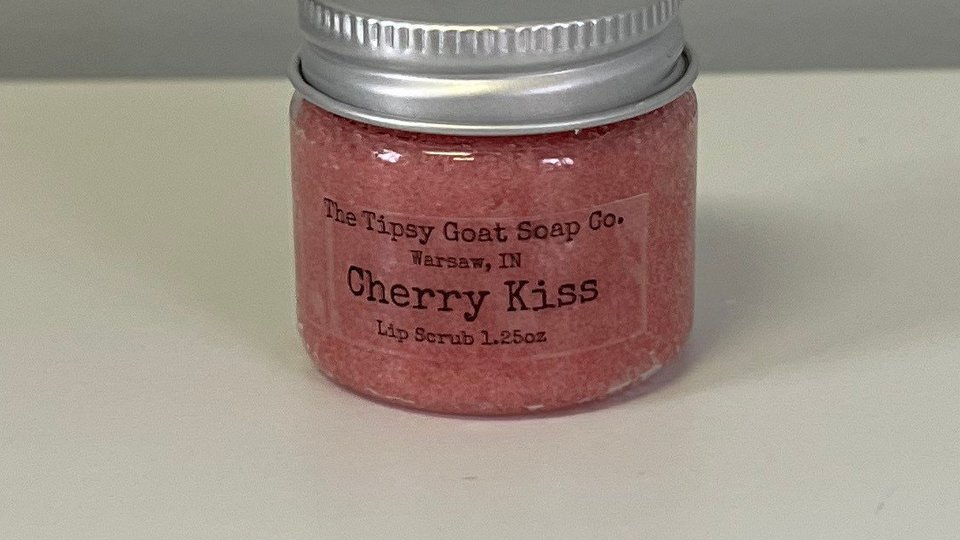 The Tipsy Goat Soap Co.
Warsaw, IN
Cherry Kiss
Lip Scrub 1.25oz